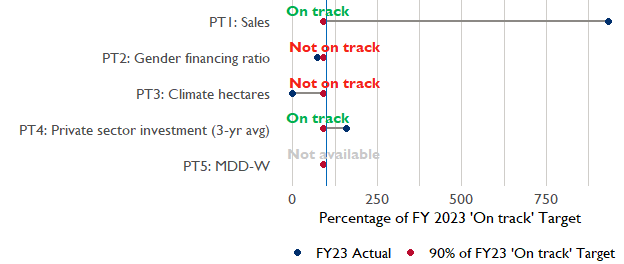 On track
PT1: Sales
Not on track
PT2: Gender financing ratio
Not on track
PT3: Climate hectares
On track
PT4: Private sector investment (3-yr avg)
Not available
PT5: MDD-W
0 250 500 750
Percentage of FY 2023 'On track' Target
FY23 Actual 90% of FY23 'On track' Target